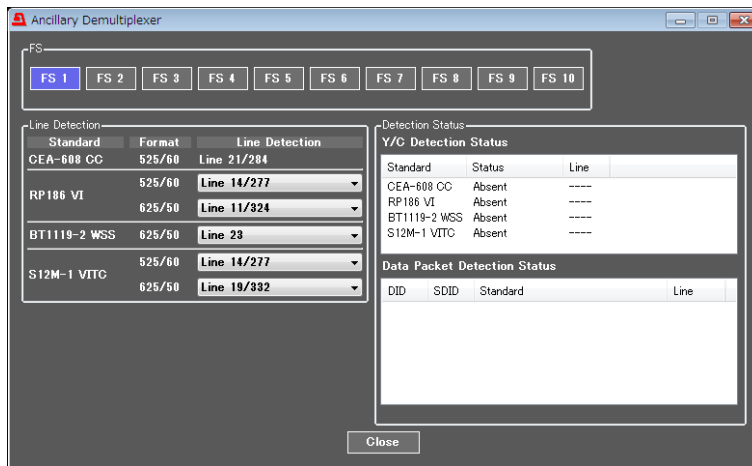 Ancillary Demultiplexer
FS
FS 1 FS 2 FS 3 FS 4 FS 5 FS 6 FS 7 FS 8 FS 9 FS 10
Line Detection
Standard Format Line Detection
CEA-608 CC 525/60 Line 21/284
RP186 VI
525/60 Line 14/277
625/50 Line 11/324
BT1119-2 WSS 625/50 Line 23
S12M-1 VITC
525/60 Line 14/277
625/50 Line 19/332
Detection Status
Y/C Detection Status
Standard Status Line
CEA-608 CC Absent ----
RP186 VI Absent ----
BT1119-2 WSS Absent ----
S12M-1 VITC Absent ----
Data Packet Detection Status
DID SDID Standard Line
Close